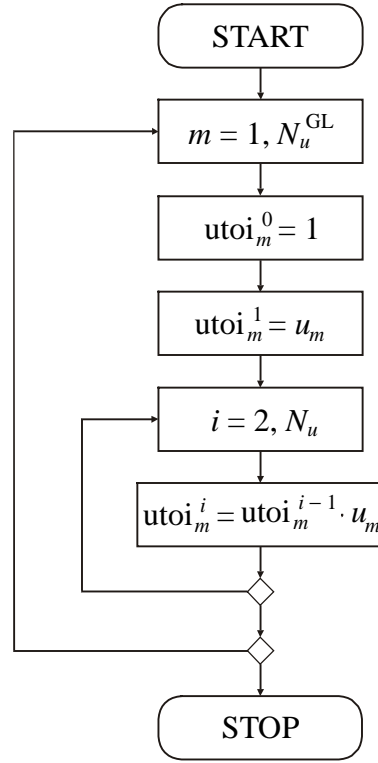 START
m = 1, N_u^GL
utoi_m^0 = 1
utoi_m^1 = u_m
i = 2, N_u
utoi_m^i = utoi_m^{i-1} · u_m
STOP